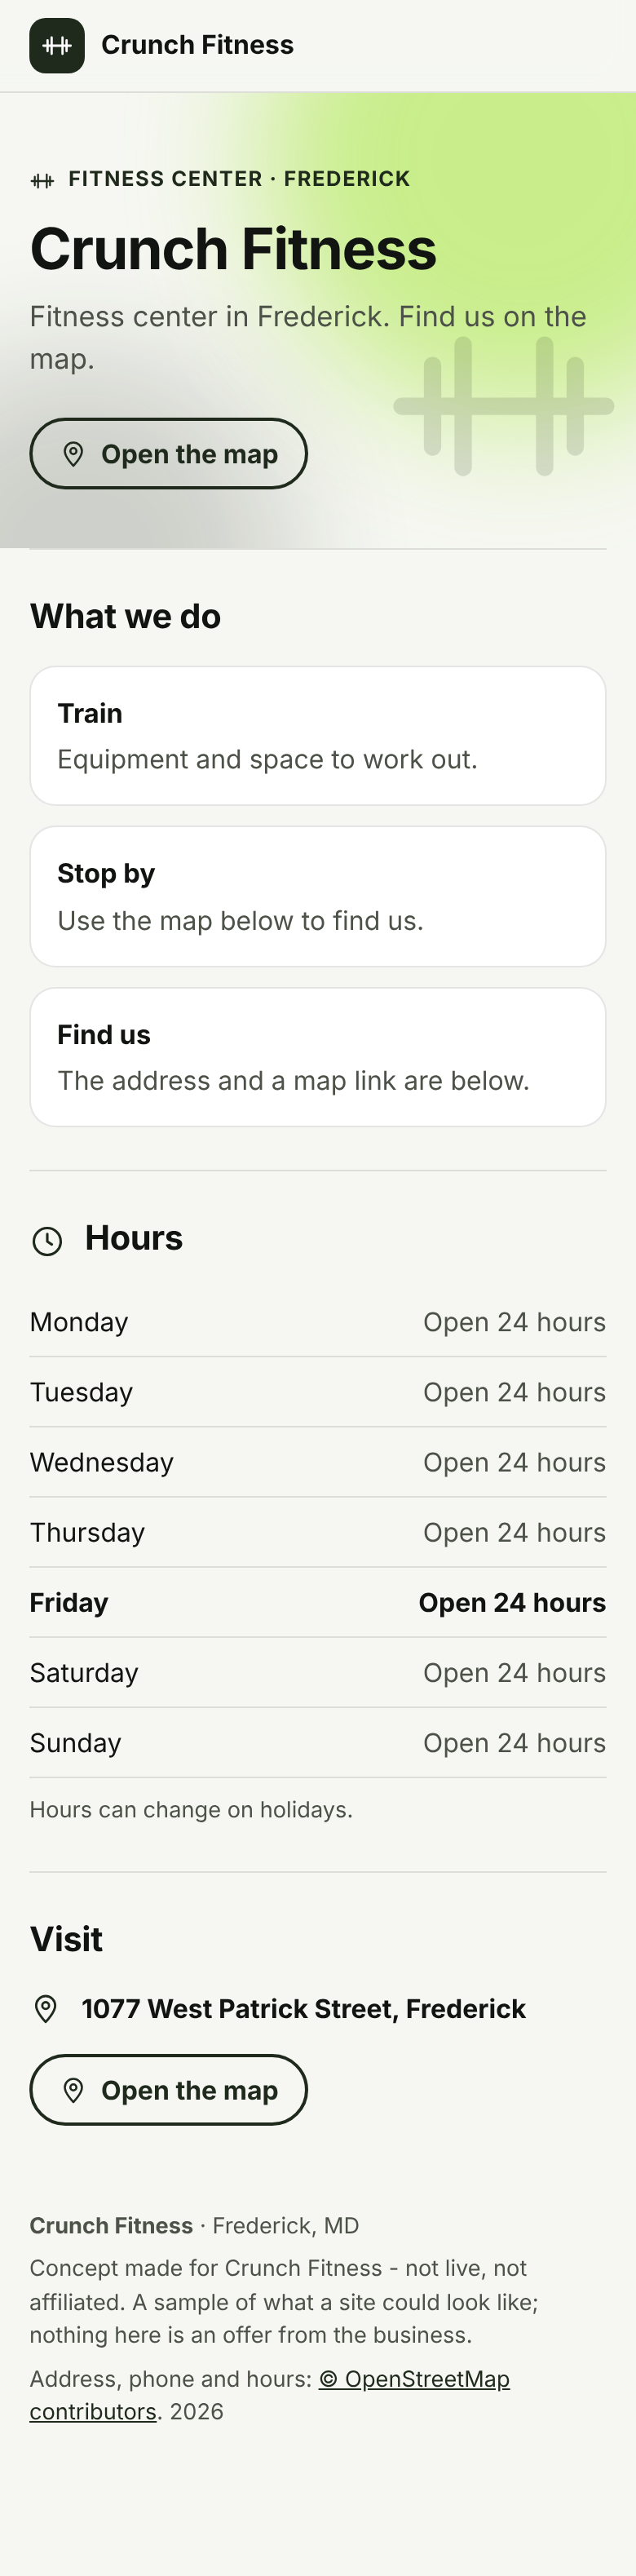 Crunch Fitness
FITNESS CENTER · FREDERICK
Crunch Fitness
Fitness center in Frederick. Find us on the
map.
Open the map
What we do
Train
Equipment and space to work out.
Stop by
Use the map below to find us.
Find us
The address and a map link are below.
Hours
Monday Open 24 hours
Tuesday Open 24 hours
Wednesday Open 24 hours
Thursday Open 24 hours
Friday Open 24 hours
Saturday Open 24 hours
Sunday Open 24 hours
Hours can change on holidays.
Visit
1077 West Patrick Street, Frederick
Open the map
Crunch Fitness · Frederick, MD
Concept made for Crunch Fitness - not live, not
affiliated. A sample of what a site could look like;
nothing here is an offer from the business.
Address, phone and hours: © OpenStreetMap
contributors. 2026